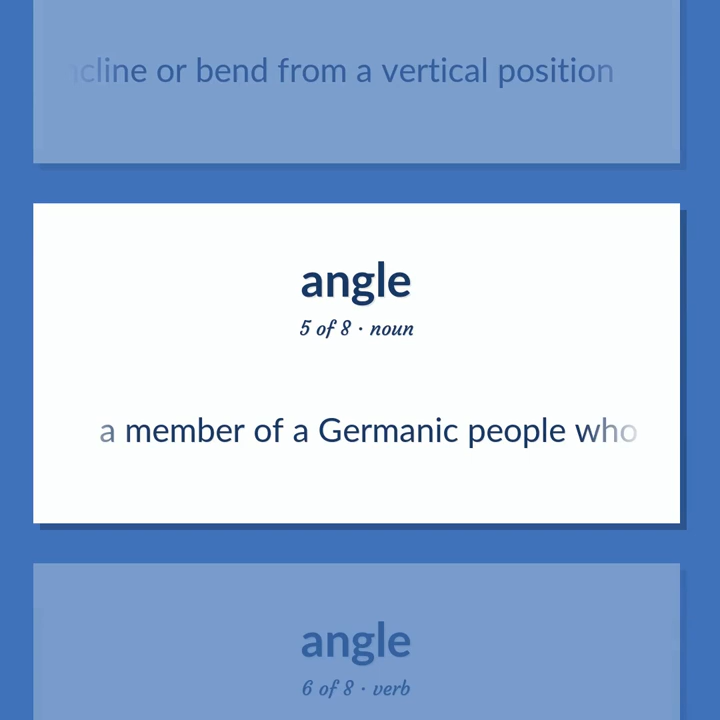 cline or bend from a vertical position
angle
5 of 8 · noun
a member of a Germanic people who
angle
6 of 8 · verb